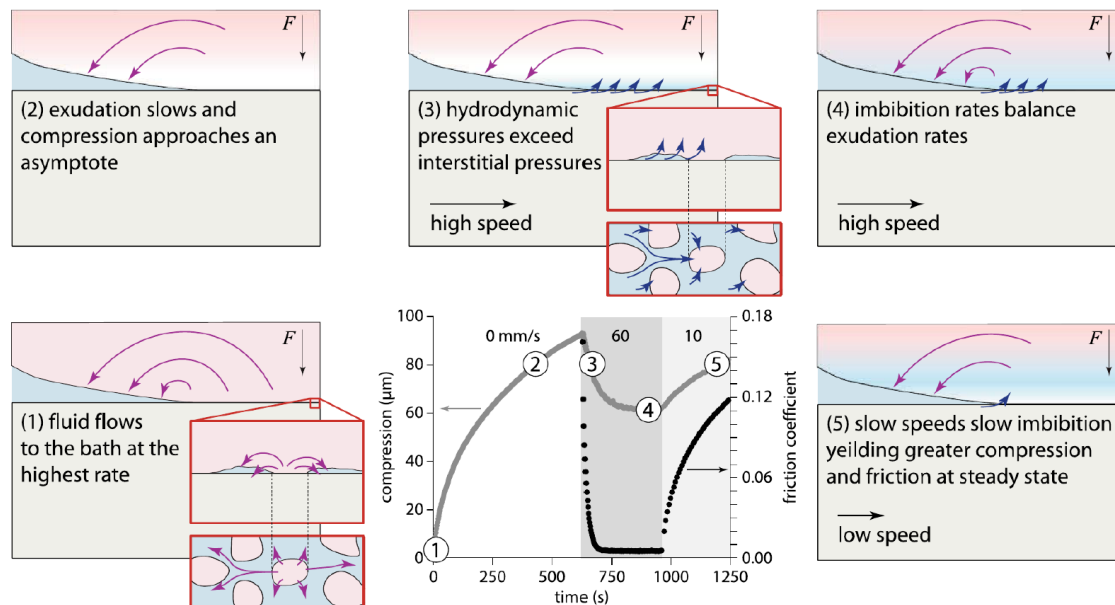 F
(2) exudation slows and
compression approaches an
asymptote
F
(3) hydrodynamic
pressures exceed
interstitial pressures
high speed
F
(4) imbibition rates balance
exudation rates
high speed
F
(1) fluid flows
to the bath at the
highest rate
100
80
60
40
20
0
compression (μm)
0 mm/s
60
10
1
2
3
4
5
0.18
0.12
0.06
0.00
friction coefficient
0
250
500
750
1000
1250
time (s)
F
(5) slow speeds slow imbibition
yeilding greater compression
and friction at steady state
low speed